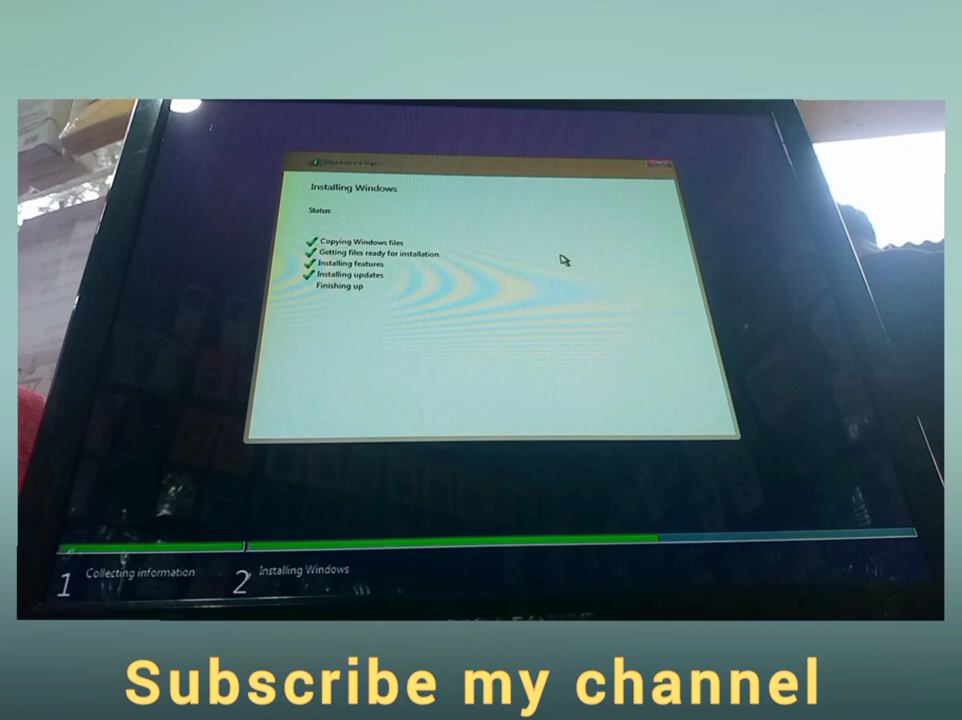 Installing Windows
Status
Copying Windows files
Getting files ready for installation
Installing features
Installing updates
Finishing up
1 Collecting information
2 Installing Windows
Subscribe my channel